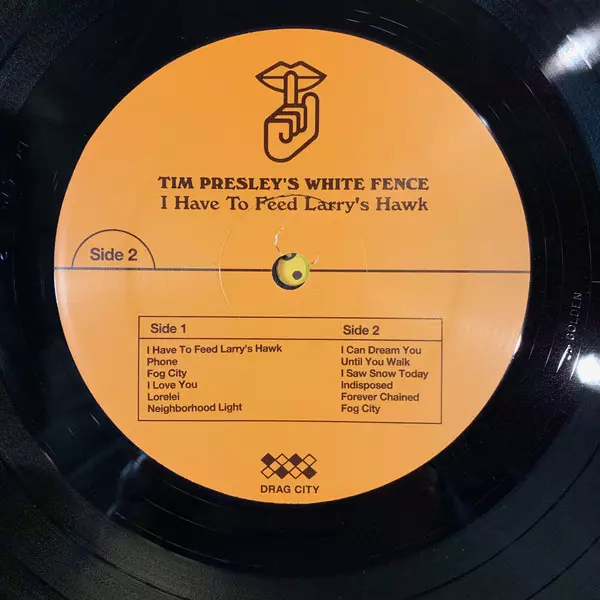 TIM PRESLEY'S WHITE FENCE
I Have To Feed Larry's Hawk
Side 2
Side 1
I Have To Feed Larry's Hawk
Phone
Fog City
I Love You
Lorelei
Neighborhood Light
Side 2
I Can Dream You
Until You Walk
I Saw Snow Today
Indisposed
Forever Chained
Fog City
DRAG CITY
GOLDEN